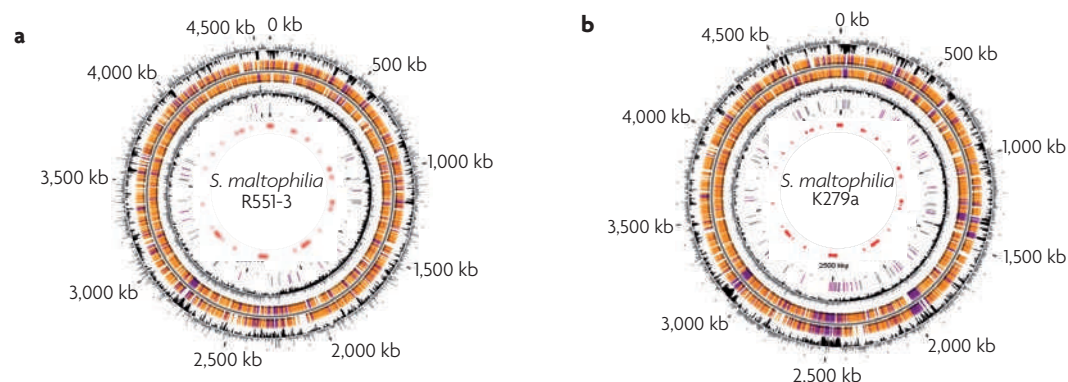 a
0 kb
500 kb
1,000 kb
1,500 kb
2,000 kb
2,500 kb
3,000 kb
3,500 kb
4,000 kb
4,500 kb
S. maltophilia
R551-3
b
0 kb
500 kb
1,000 kb
1,500 kb
2,000 kb
2,500 kb
3,000 kb
3,500 kb
4,000 kb
4,500 kb
S. maltophilia
K279a